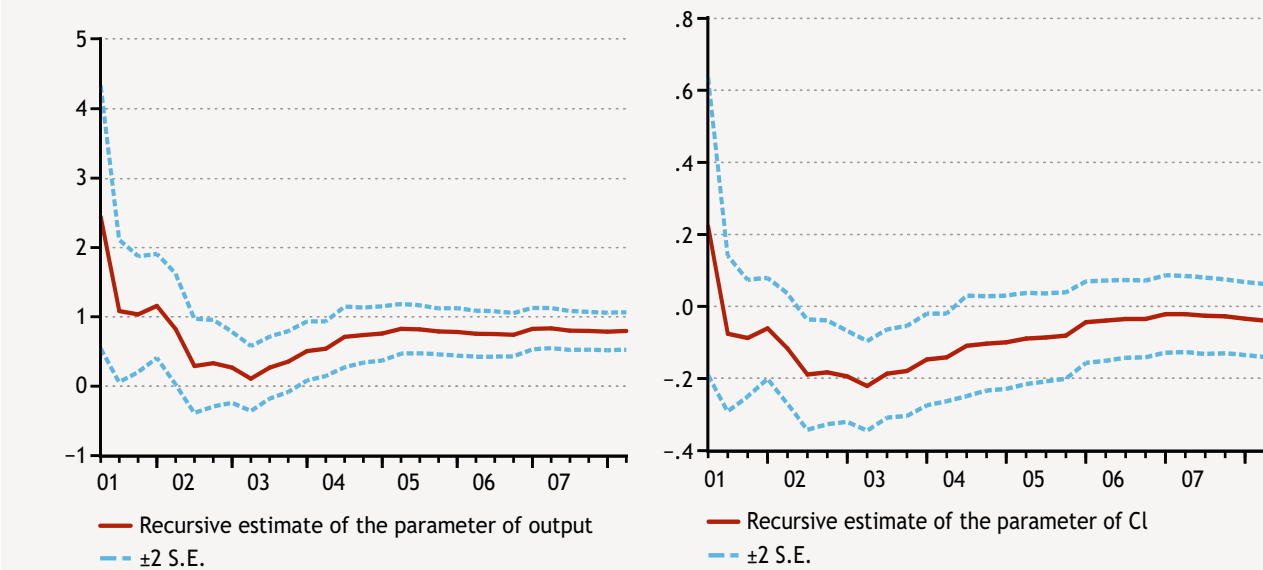 5
4
3
2
1
0
−1
01 02 03 04 05 06 07
Recursive estimate of the parameter of output
±2 S.E.
.8
.6
.4
.2
.0
−.2
−.4
01 02 03 04 05 06 07
Recursive estimate of the parameter of Cl
±2 S.E.